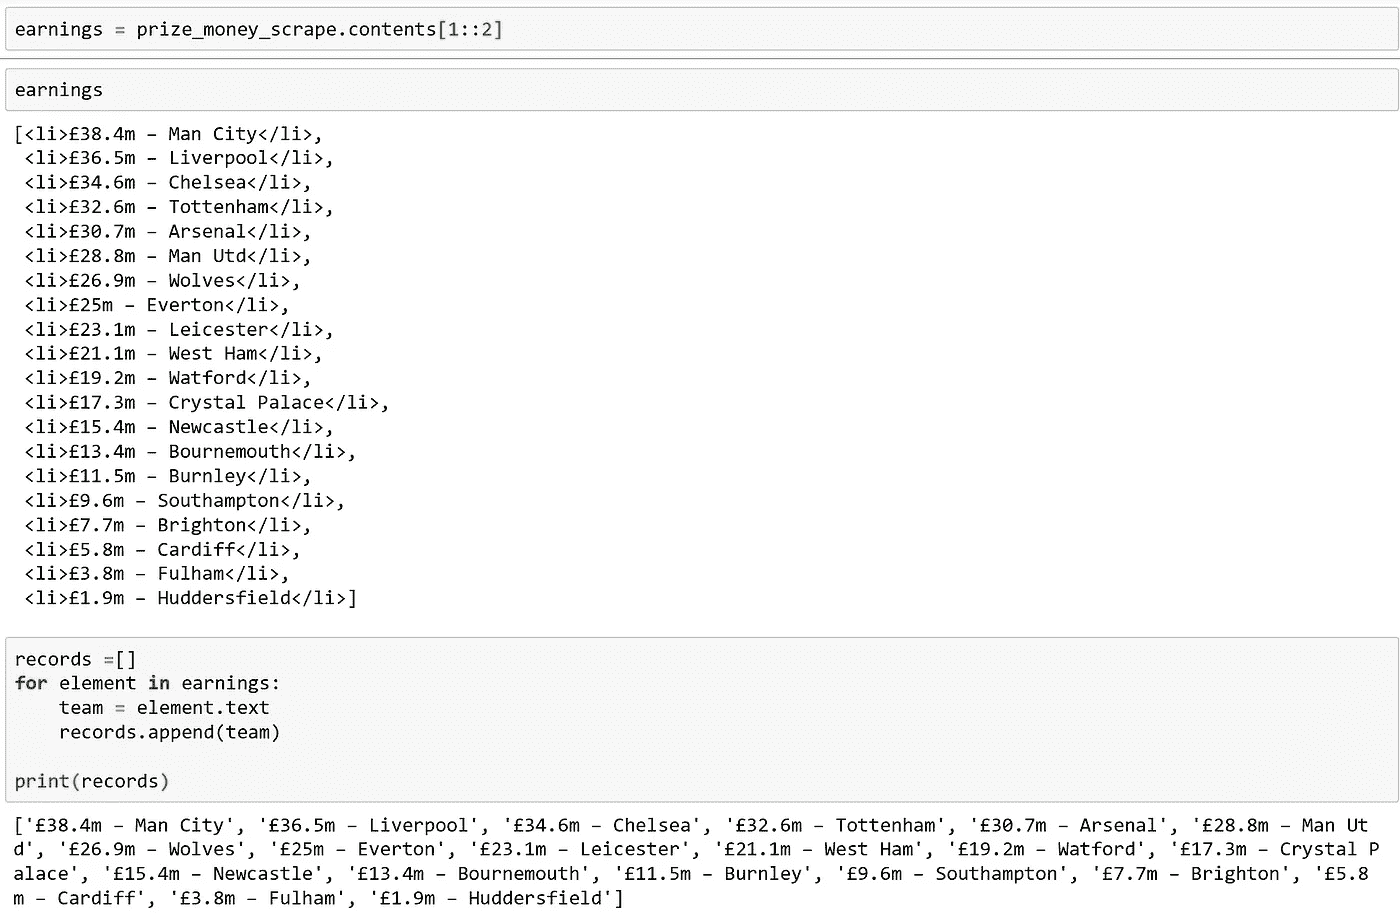 earnings = prize_money_scrape.contents[1::2]
earnings
[<li>£38.4m – Man City</li>,
 <li>£36.5m – Liverpool</li>,
 <li>£34.6m – Chelsea</li>,
 <li>£32.6m – Tottenham</li>,
 <li>£30.7m – Arsenal</li>,
 <li>£28.8m – Man Utd</li>,
 <li>£26.9m – Wolves</li>,
 <li>£25m – Everton</li>,
 <li>£23.1m – Leicester</li>,
 <li>£21.1m – West Ham</li>,
 <li>£19.2m – Watford</li>,
 <li>£17.3m – Crystal Palace</li>,
 <li>£15.4m – Newcastle</li>,
 <li>£13.4m – Bournemouth</li>,
 <li>£11.5m – Burnley</li>,
 <li>£9.6m – Southampton</li>,
 <li>£7.7m – Brighton</li>,
 <li>£5.8m – Cardiff</li>,
 <li>£3.8m – Fulham</li>,
 <li>£1.9m – Huddersfield</li>]
records =[]
for element in earnings:
    team = element.text
    records.append(team)
print(records)
['£38.4m – Man City', '£36.5m – Liverpool', '£34.6m – Chelsea', '£32.6m – Tottenham', '£30.7m – Arsenal', '£28.8m – Man Ut
d', '£26.9m – Wolves', '£25m – Everton', '£23.1m – Leicester', '£21.1m – West Ham', '£19.2m – Watford', '£17.3m – Crystal P
alace', '£15.4m – Newcastle', '£13.4m – Bournemouth', '£11.5m – Burnley', '£9.6m – Southampton', '£7.7m – Brighton', '£5.8
m – Cardiff', '£3.8m – Fulham', '£1.9m – Huddersfield']